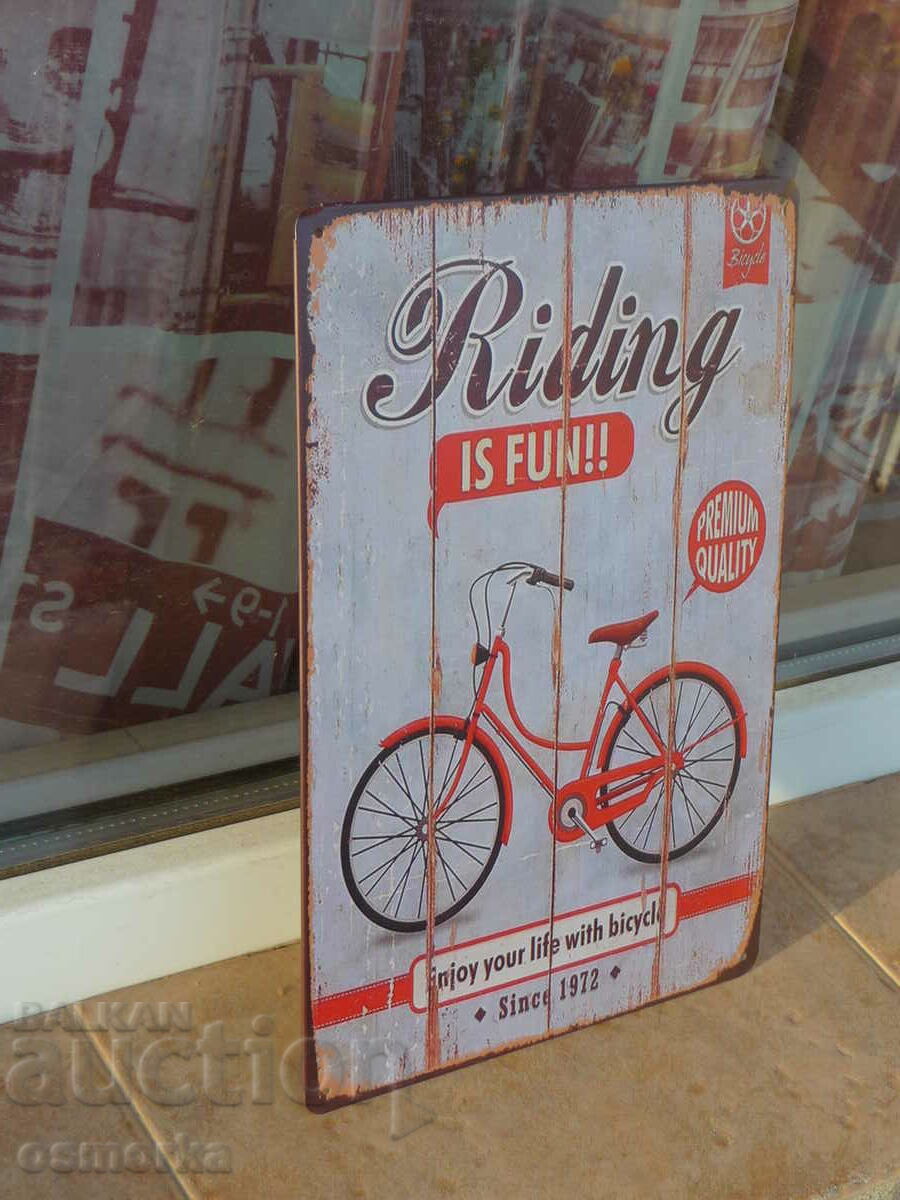 Bicycle
Riding
IS FUN!!
PREMIUM
QUALITY
Enjoy your life with bicycle
Since 1972
BALKAN
auction
osmorka